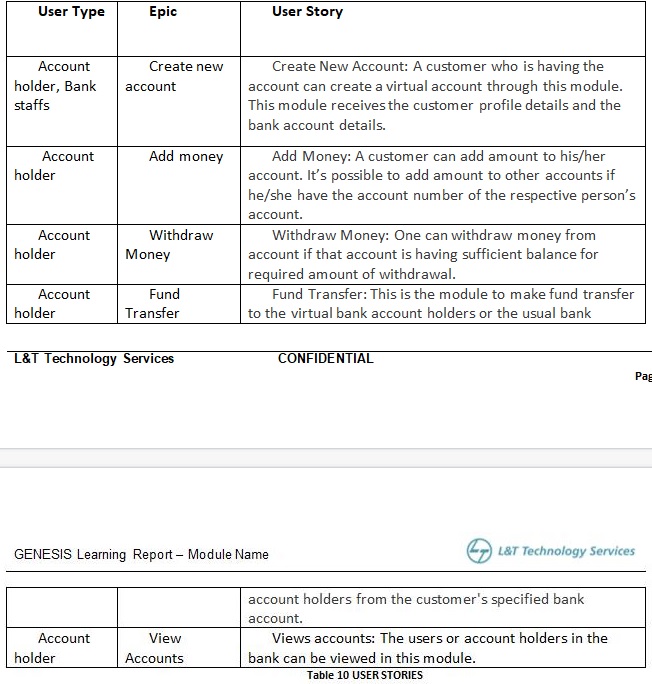 User Type Epic User Story
Account holder, Bank staffs
Create new account
Create New Account: A customer who is having the
account can create a virtual account through this module.
This module receives the customer profile details and the
bank account details.
Account holder
Add money
Add Money: A customer can add amount to his/her
account. It’s possible to add amount to other accounts if
he/she have the account number of the respective person’s
account.
Account holder
Withdraw Money
Withdraw Money: One can withdraw money from
account if that account is having sufficient balance for
required amount of withdrawal.
Account holder
Fund Transfer
Fund Transfer: This is the module to make fund transfer
to the virtual bank account holders or the usual bank
L&T Technology Services CONFIDENTIAL
Pag
GENESIS Learning Report – Module Name
L&T Technology Services
account holders from the customer's specified bank
account.
Account holder
View Accounts
Views accounts: The users or account holders in the
bank can be viewed in this module.
Table 10 USER STORIES